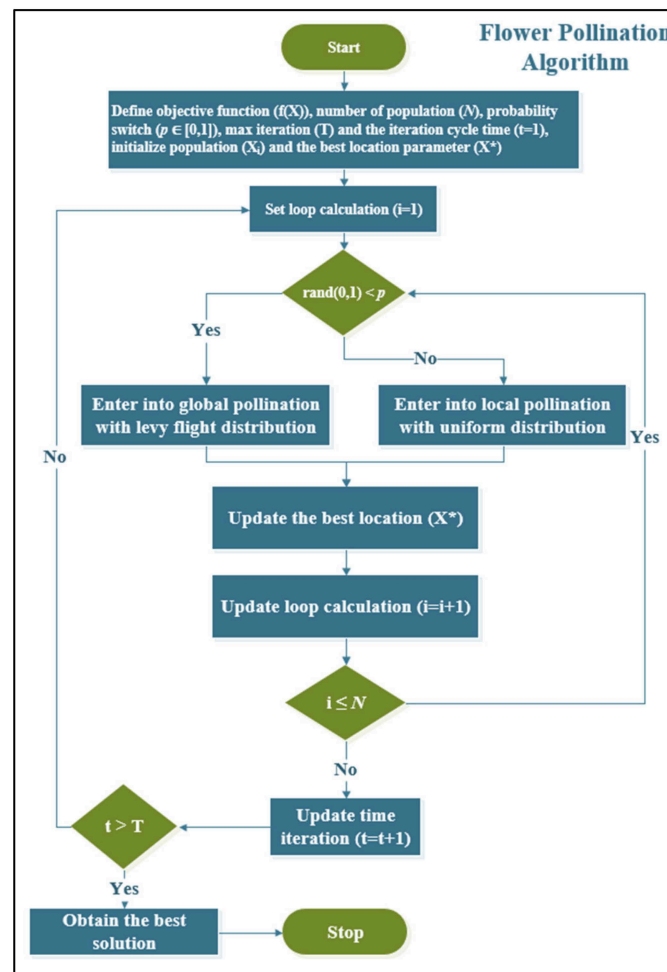 Flower Pollination
Algorithm
Start
Define objective function (f(X)), number of population (N), probability
switch (p ∈ [0,1]), max iteration (T) and the iteration cycle time (t=1),
initialize population (Xᵢ) and the best location parameter (X*)
Set loop calculation (i=1)
rand(0,1) < p
Yes
No
Enter into global pollination
with levy flight distribution
Enter into local pollination
with uniform distribution
No
Yes
Update the best location (X*)
Update loop calculation (i=i+1)
i ≤ N
No
Update time
iteration (t=t+1)
t > T
Yes
Obtain the best
solution
Stop